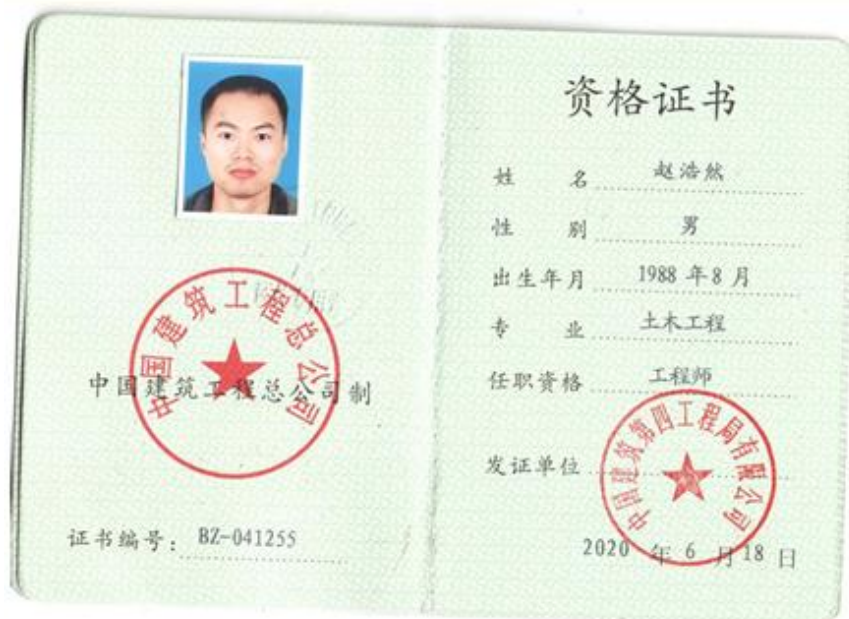 中国建筑工程总公司
中国建筑工程总公司制
证书编号: BZ-041255
资格证书
姓 名 赵浩然
性 别 男
出生年月 1988 年 8 月
专 业 土木工程
任职资格 工程师
发证单位
中国建筑第四工程局有限公司
2020 年 6 月 18 日